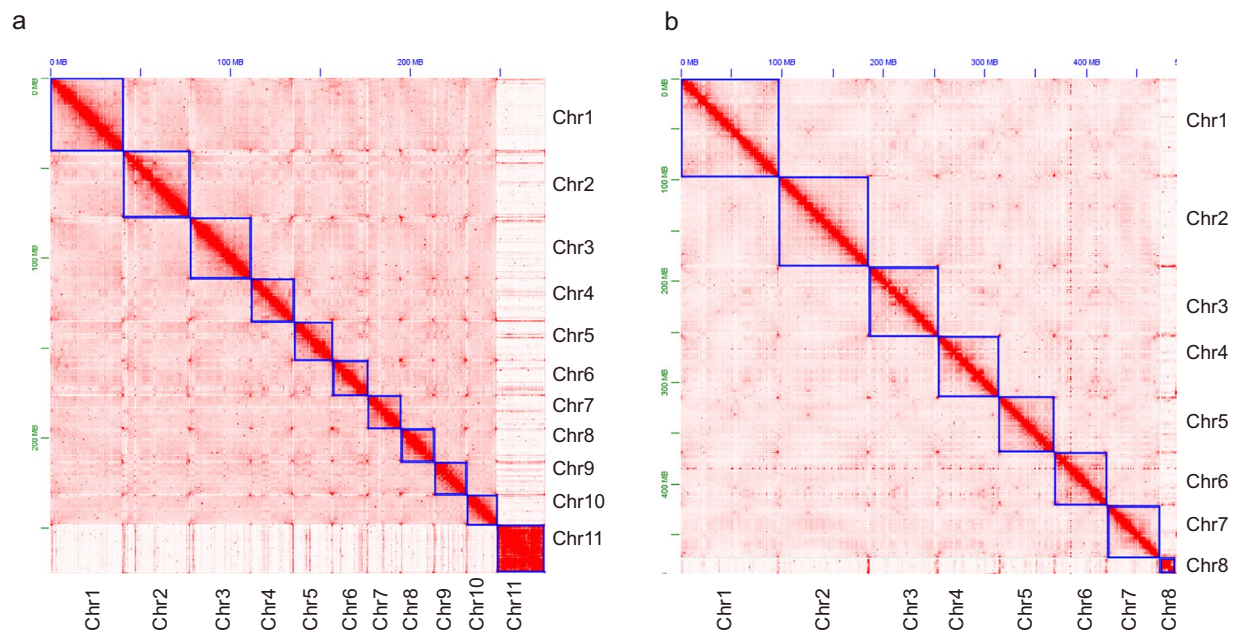 a
0 MB 100 MB 200 MB
0 MB
100 MB
200 MB
Chr1
Chr2
Chr3
Chr4
Chr5
Chr6
Chr7
Chr8
Chr9
Chr10
Chr11
Chr1 Chr2 Chr3 Chr4 Chr5 Chr6 Chr7 Chr8 Chr9 Chr10 Chr11
b
0 MB 100 MB 200 MB 300 MB 400 MB
0 MB
100 MB
200 MB
300 MB
400 MB
Chr1
Chr2
Chr3
Chr4
Chr5
Chr6
Chr7
Chr8
Chr1 Chr2 Chr3 Chr4 Chr5 Chr6 Chr7 Chr8